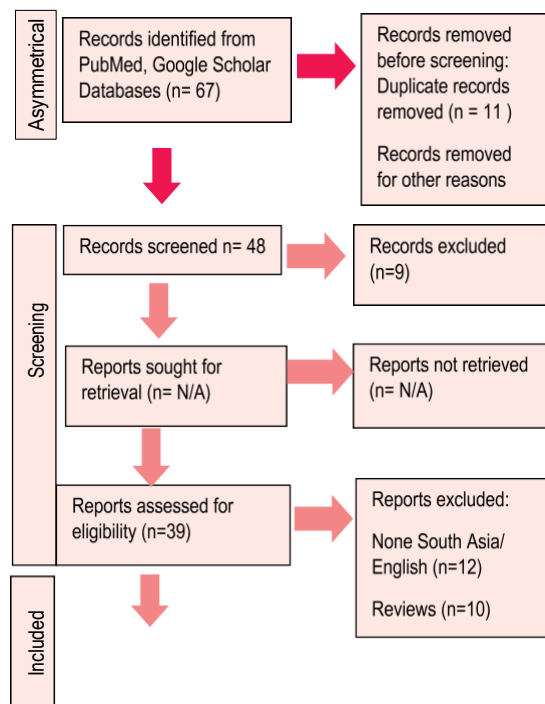 Asymmetrical
Records identified from
PubMed, Google Scholar
Databases (n= 67)
Records removed
before screening:
Duplicate records
removed (n = 11 )
Records removed
for other reasons
Screening
Records screened n= 48
Records excluded
(n=9)
Reports sought for
retrieval (n= N/A)
Reports not retrieved
(n= N/A)
Reports assessed for
eligibility (n=39)
Reports excluded:
None South Asia/
English (n=12)
Reviews (n=10)
Included